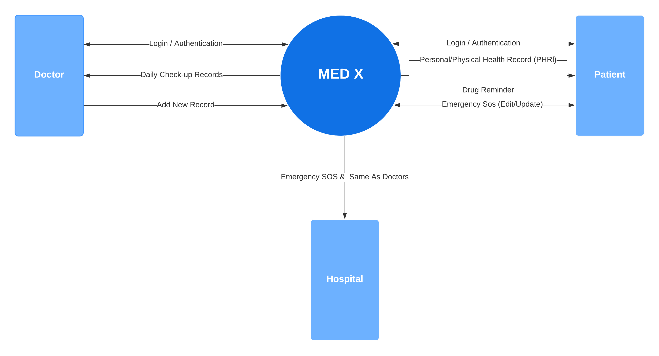 Doctor
Login / Authentication
Daily Check up Records
Add New Record
MED X
Login / Authentication
Personal/Physical Health Record (PHRI)
Drug Reminder
Emergency Sos (Edit/Update)
Patient
Emergency SOS & Same As Doctors
Hospital